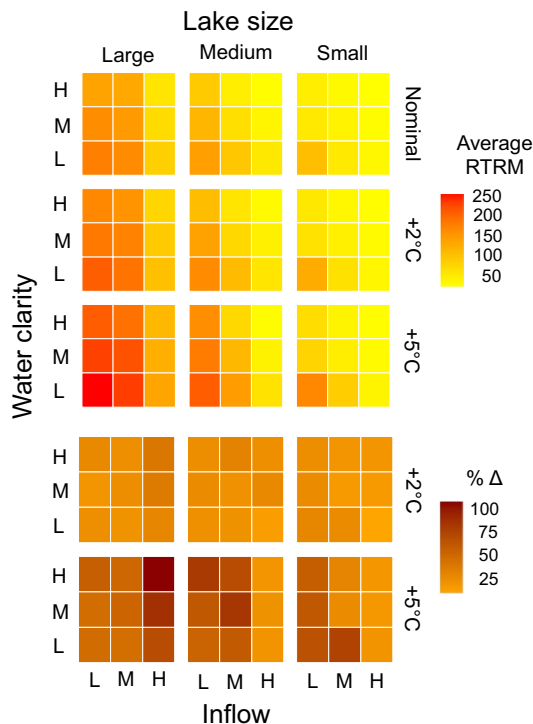 Lake size
Large Medium Small
H
M
L
Nominal
H
M
L
+2°C
H
M
L
+5°C
Water clarity
Average
RTRM
250
200
150
100
50
H
M
L
+2°C
H
M
L
+5°C
% Δ
100
75
50
25
L M H L M H L M H
Inflow